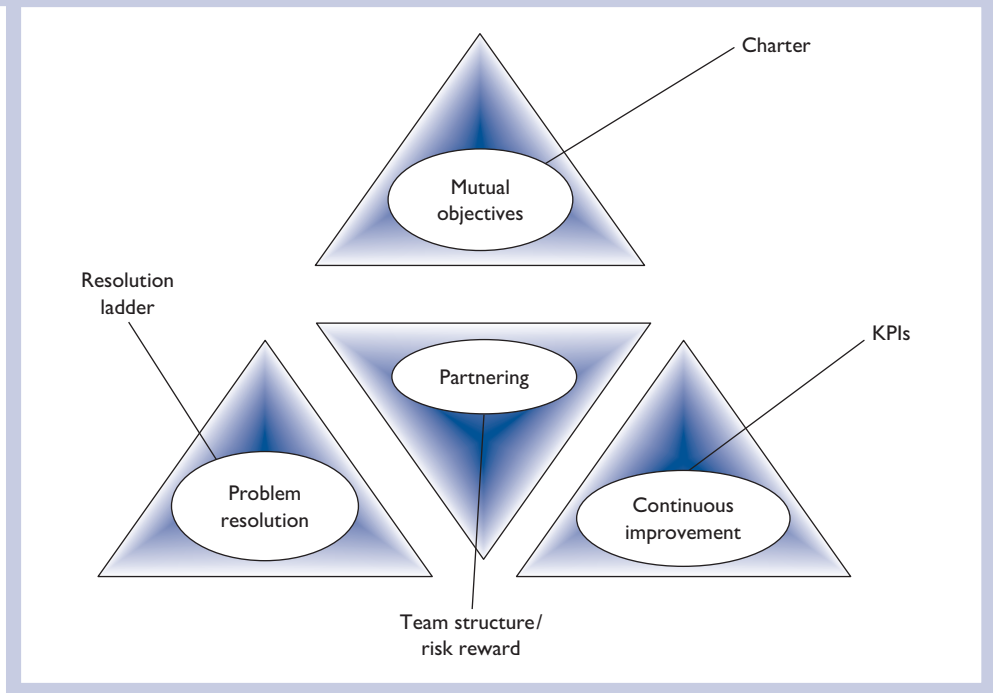 Charter
Mutual
objectives
Resolution
ladder
KPIs
Partnering
Problem
resolution
Continuous
improvement
Team structure/
risk reward